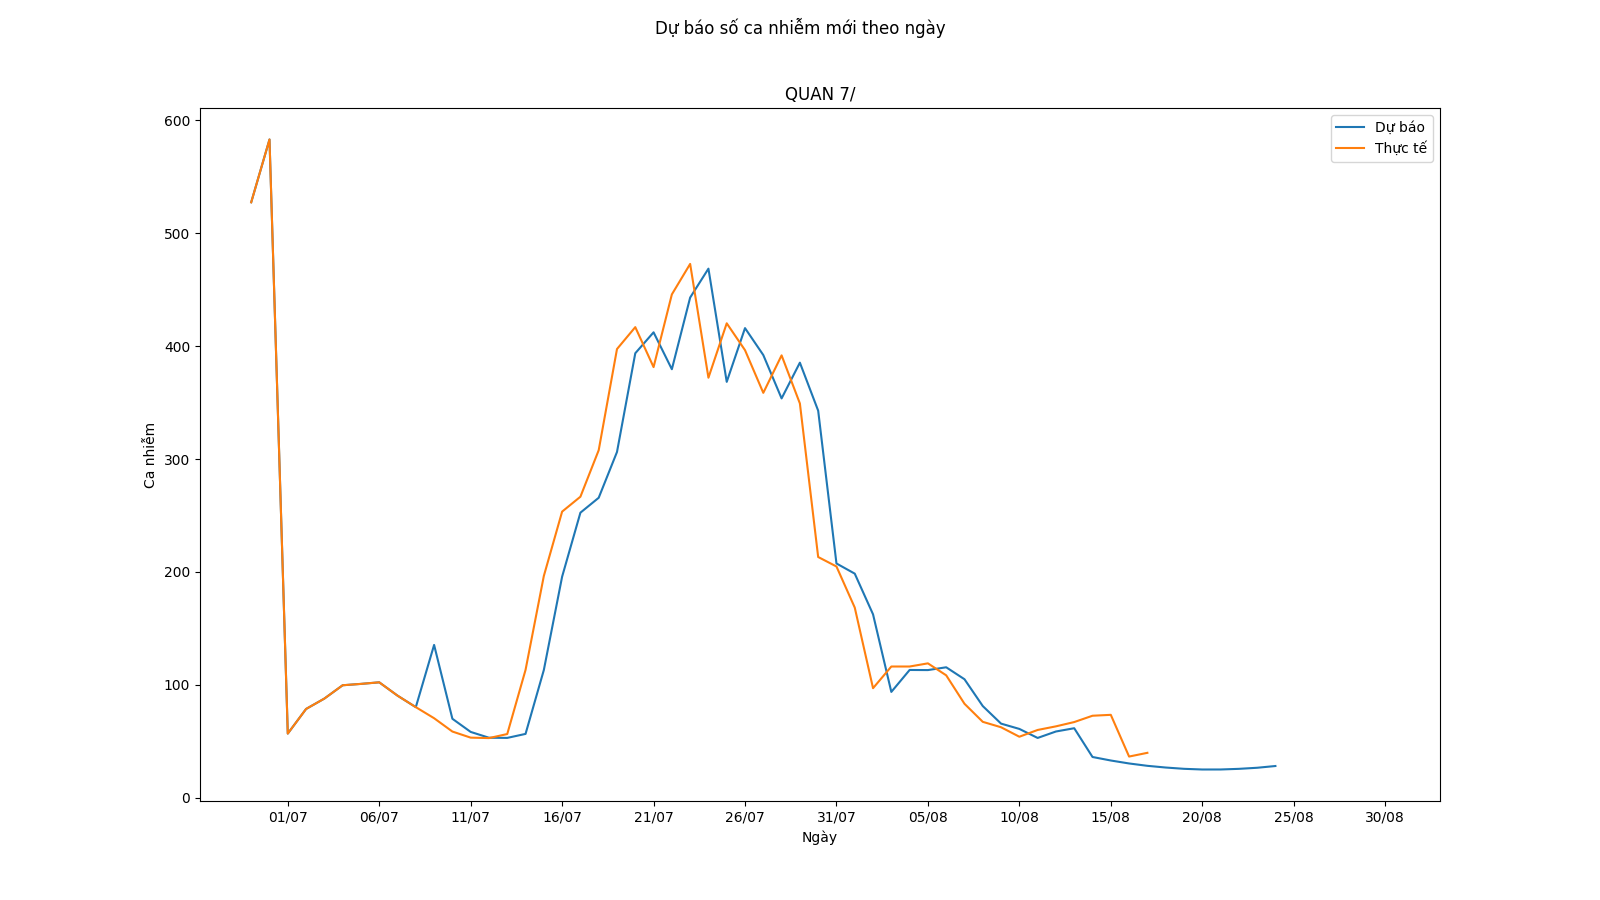 Dự báo số ca nhiễm mới theo ngày
QUAN 7/
Dự báo
Thực tế
600
500
400
300
200
100
0
Ca nhiễm
01/07 06/07 11/07 16/07 21/07 26/07 31/07 05/08 10/08 15/08 20/08 25/08 30/08
Ngày